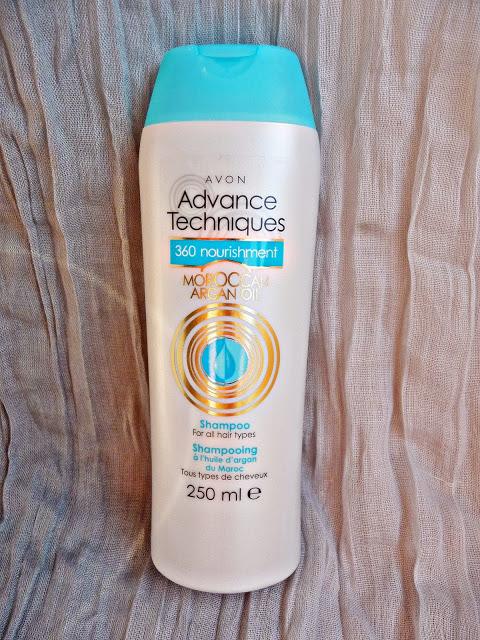 AVON
Advance
Techniques
360 nourishment
MOROCCAN
ARGAN OIL
Shampoo
For all hair types
Shampooing
à l'huile d'argan
du Maroc
Tous types de cheveux
250 ml ℮